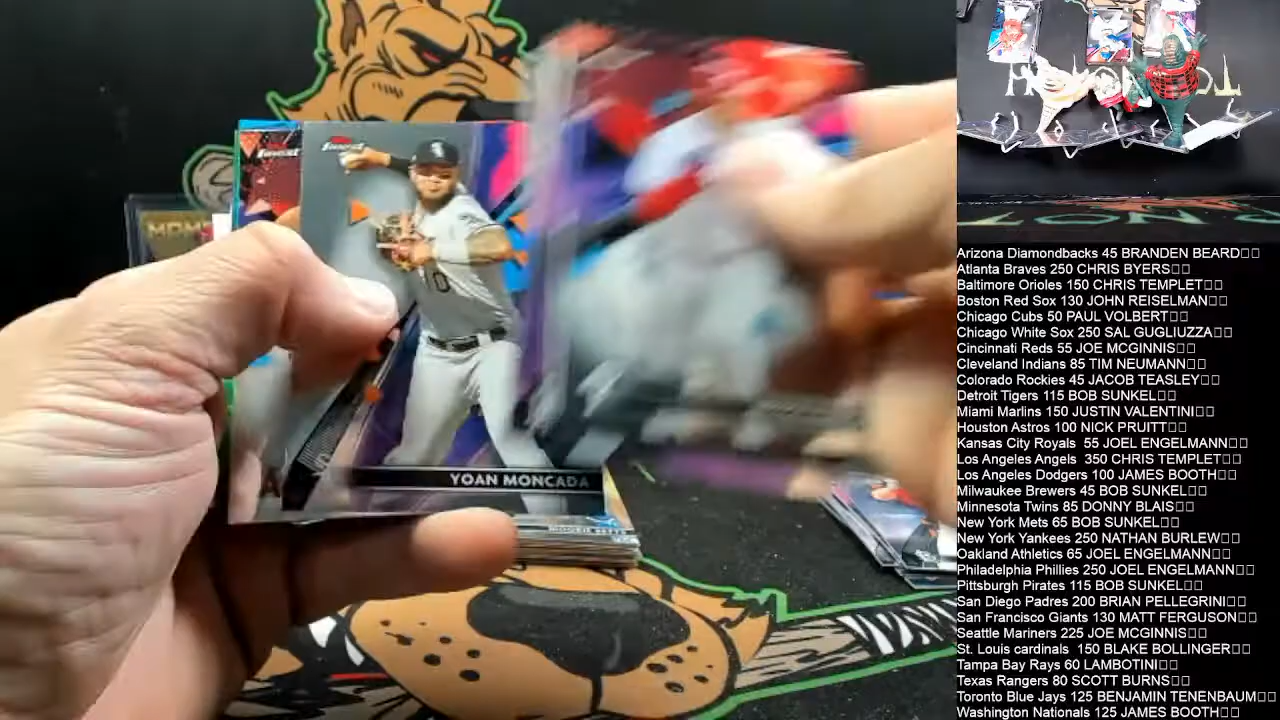 finest
finest
MOM
10
YOAN MONCADA
Arizona Diamondbacks 45 BRANDEN BEARD
Atlanta Braves 250 CHRIS BYERS
Baltimore Orioles 150 CHRIS TEMPLET
Boston Red Sox 130 JOHN REISELMAN
Chicago Cubs 50 PAUL VOLBERT
Chicago White Sox 250 SAL GUGLIUZZA
Cincinnati Reds 55 JOE MCGINNIS
Cleveland Indians 85 TIM NEUMANN
Colorado Rockies 45 JACOB TEASLEY
Detroit Tigers 115 BOB SUNKEL
Miami Marlins 150 JUSTIN VALENTINI
Houston Astros 100 NICK PRUITT
Kansas City Royals 55 JOEL ENGELMANN
Los Angeles Angels 350 CHRIS TEMPLET
Los Angeles Dodgers 100 JAMES BOOTH
Milwaukee Brewers 45 BOB SUNKEL
Minnesota Twins 85 DONNY BLAIS
New York Mets 65 BOB SUNKEL
New York Yankees 250 NATHAN BURLEW
Oakland Athletics 65 JOEL ENGELMANN
Philadelphia Phillies 250 JOEL ENGELMANN
Pittsburgh Pirates 115 BOB SUNKEL
San Diego Padres 200 BRIAN PELLEGRINI
San Francisco Giants 130 MATT FERGUSON
Seattle Mariners 225 JOE MCGINNIS
St. Louis cardinals 150 BLAKE BOLLINGER
Tampa Bay Rays 60 LAMBOTINI
Texas Rangers 80 SCOTT BURNS
Toronto Blue Jays 125 BENJAMIN TENENBAUM
Washington Nationals 125 JAMES BOOTH